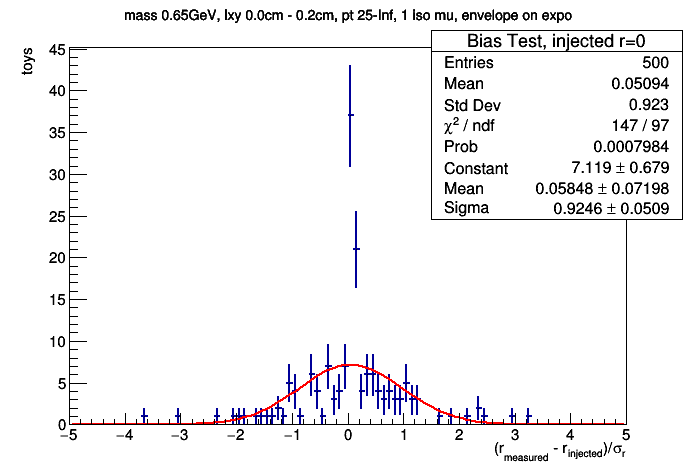 mass 0.65GeV, lxy 0.0cm - 0.2cm, pt 25-Inf, 1 Iso mu, envelope on expo
Bias Test, injected r=0
Entries 500
Mean 0.05094
Std Dev 0.923
χ² / ndf 147 / 97
Prob 0.0007984
Constant 7.119 ± 0.679
Mean 0.05848 ± 0.07198
Sigma 0.9246 ± 0.0509
toys
45
40
35
30
25
20
15
10
5
0
−5 −4 −3 −2 −1 0 1 2 3 4 5
(r_measured - r_injected)/σ_r